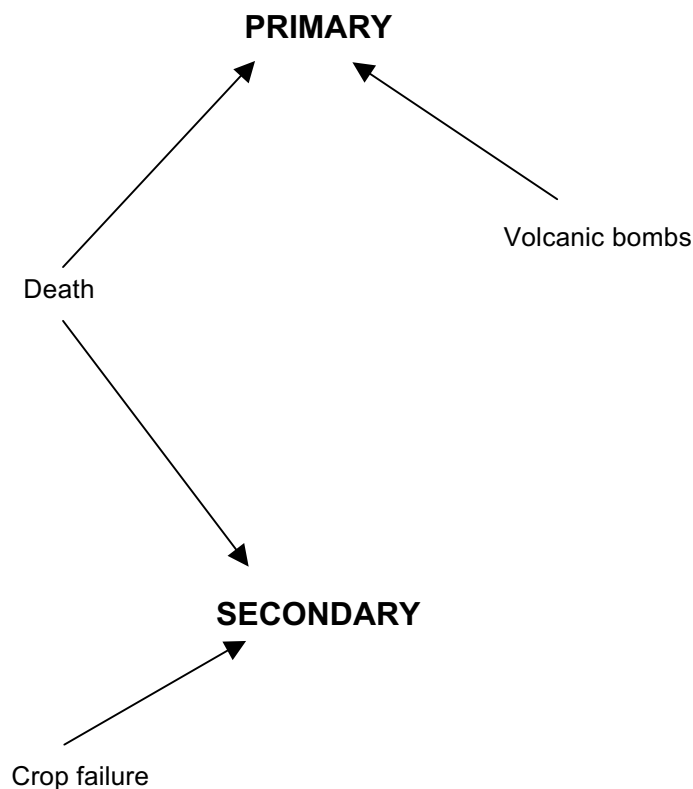 PRIMARY
Volcanic bombs
Death
SECONDARY
Crop failure